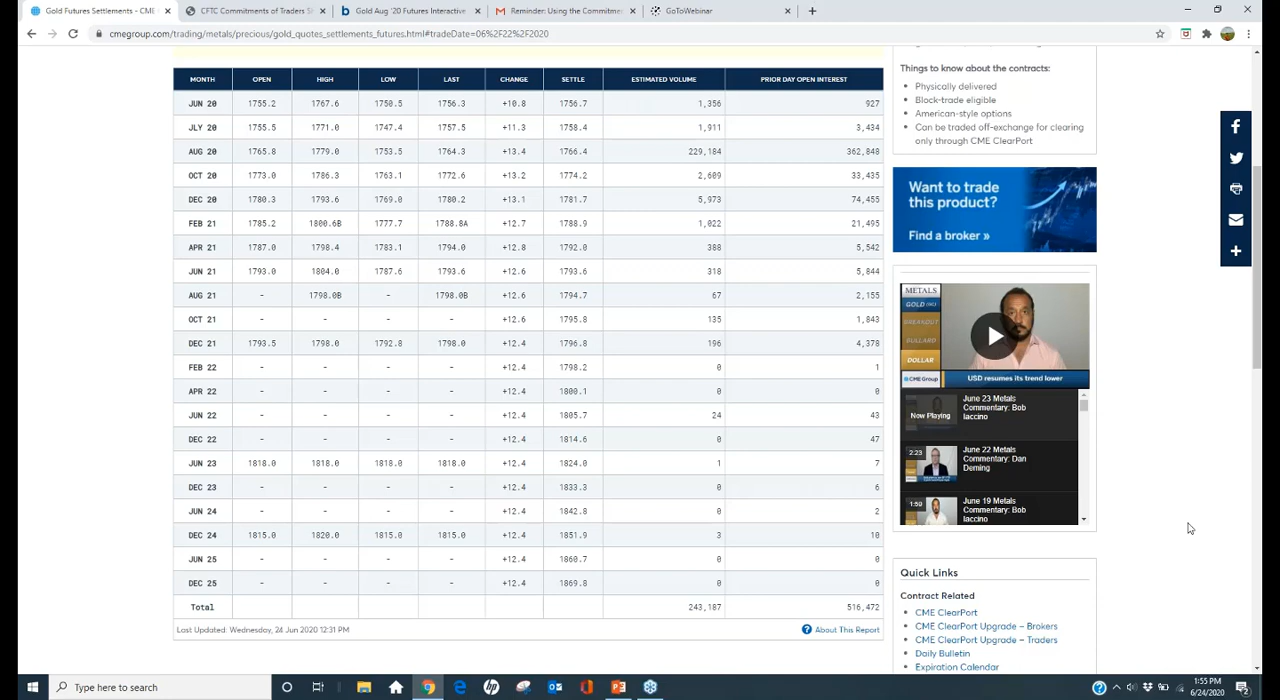 Gold Futures Settlements - CME
CFTC Commitments of Traders S
Gold Aug '20 Futures Interactive
Reminder: Using the Commitme
GoToWebinar
cmegroup.com/trading/metals/precious/gold_quotes_settlements_futures.html#tradeDate=06%2F22%2F2020
MONTH OPEN HIGH LOW LAST CHANGE SETTLE ESTIMATED VOLUME PRIOR DAY OPEN INTEREST
JUN 20 1755.2 1767.6 1750.5 1756.3 +10.8 1756.7 1,356 927
JLY 20 1755.5 1771.0 1747.4 1757.5 +11.3 1758.4 1,911 3,434
AUG 20 1765.8 1779.0 1753.5 1764.3 +13.4 1766.4 229,184 362,848
OCT 20 1773.0 1786.3 1763.1 1772.6 +13.2 1774.2 2,609 33,435
DEC 20 1780.3 1793.6 1769.0 1780.2 +13.1 1781.7 5,973 74,455
FEB 21 1785.2 1800.6B 1777.7 1788.8A +12.7 1788.9 1,022 21,495
APR 21 1787.0 1798.4 1783.1 1794.0 +12.8 1792.0 388 5,542
JUN 21 1793.0 1804.0 1787.6 1793.6 +12.6 1793.6 318 5,844
AUG 21 - 1798.0B - 1798.0B +12.6 1794.7 67 2,155
OCT 21 - - - - +12.6 1795.8 135 1,843
DEC 21 1793.5 1798.0 1792.8 1798.0 +12.4 1796.8 196 4,378
FEB 22 - - - - +12.4 1798.2 0 1
APR 22 - - - - +12.4 1800.1 0 0
JUN 22 - - - - +12.4 1805.7 24 43
DEC 22 - - - - +12.4 1814.6 0 47
JUN 23 1818.0 1818.0 1818.0 1818.0 +12.4 1824.0 1 7
DEC 23 - - - - +12.4 1833.3 0 6
JUN 24 - - - - +12.4 1842.8 0 2
DEC 24 1815.0 1820.0 1815.0 1815.0 +12.4 1851.9 3 10
JUN 25 - - - - +12.4 1860.7 0 0
DEC 25 - - - - +12.4 1869.8 0 0
Total 243,187 516,472
Last Updated: Wednesday, 24 Jun 2020 12:31 PM
About This Report
Things to know about the contracts:
Physically delivered
Block-trade eligible
American-style options
Can be traded off-exchange for clearing
only through CME ClearPort
Want to trade
this product?
Find a broker »
METALS
GOLD
BREAKOUT
BULLARD
DOLLAR
CME Group
USD resumes its trend lower
Now Playing
June 23 Metals
Commentary: Bob
Iaccino
2:23
June 22 Metals
Commentary: Dan
Deming
1:59
June 19 Metals
Commentary: Bob
Iaccino
Quick Links
Contract Related
CME ClearPort
CME ClearPort Upgrade – Brokers
CME ClearPort Upgrade – Traders
Daily Bulletin
Expiration Calendar
Type here to search
1:55 PM
6/24/2020